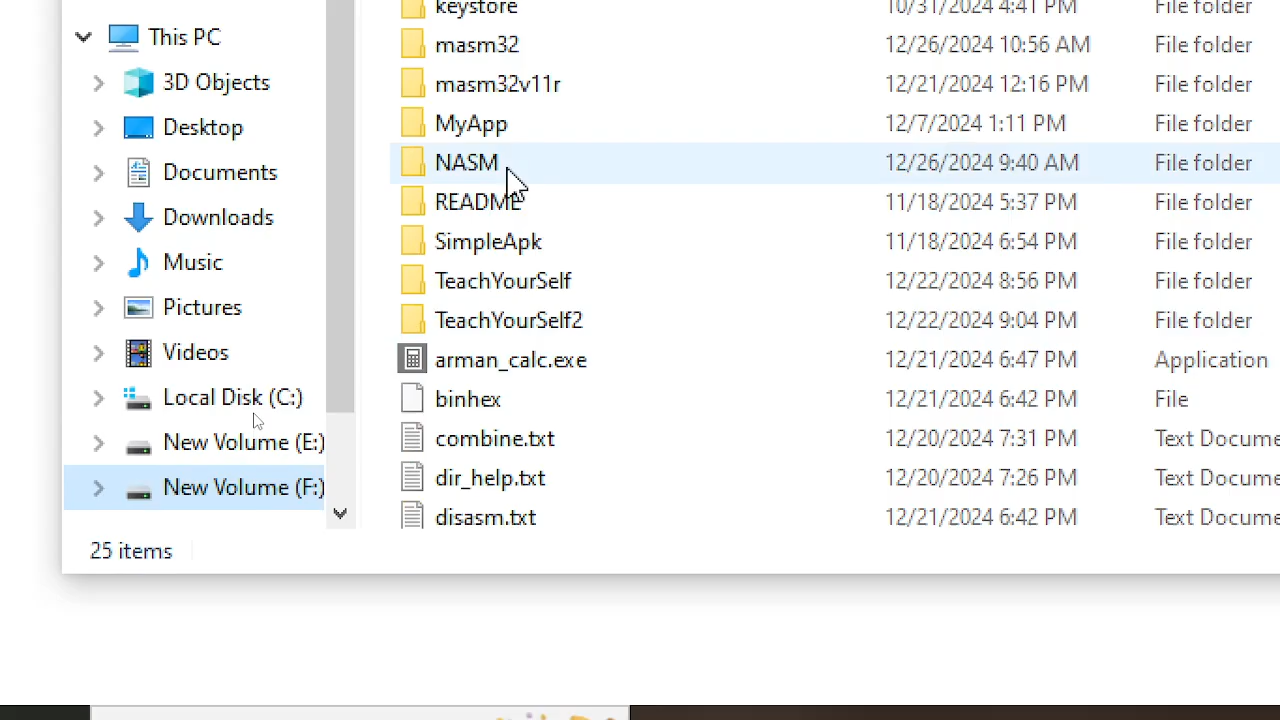 This PC
3D Objects
Desktop
Documents
Downloads
Music
Pictures
Videos
Local Disk (C:)
New Volume (E:)
New Volume (F:)
keystore 10/31/2024 4:41 PM File folder
masm32 12/26/2024 10:56 AM File folder
masm32v11r 12/21/2024 12:16 PM File folder
MyApp 12/7/2024 1:11 PM File folder
NASM 12/26/2024 9:40 AM File folder
README 11/18/2024 5:37 PM File folder
SimpleApk 11/18/2024 6:54 PM File folder
TeachYourSelf 12/22/2024 8:56 PM File folder
TeachYourSelf2 12/22/2024 9:04 PM File folder
arman_calc.exe 12/21/2024 6:47 PM Application
binhex 12/21/2024 6:42 PM File
combine.txt 12/20/2024 7:31 PM Text Docume
dir_help.txt 12/20/2024 7:26 PM Text Docume
disasm.txt 12/21/2024 6:42 PM Text Docume
25 items